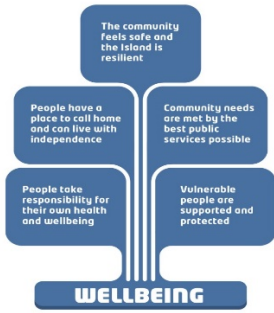 The community
feels safe and
the Island is
resilient
People have a
place to call home
and can live with
independence
Community needs
are met by the
best public
services possible
People take
responsibility for
their own health
and wellbeing
Vulnerable
people are
supported and
protected
WELLBEING